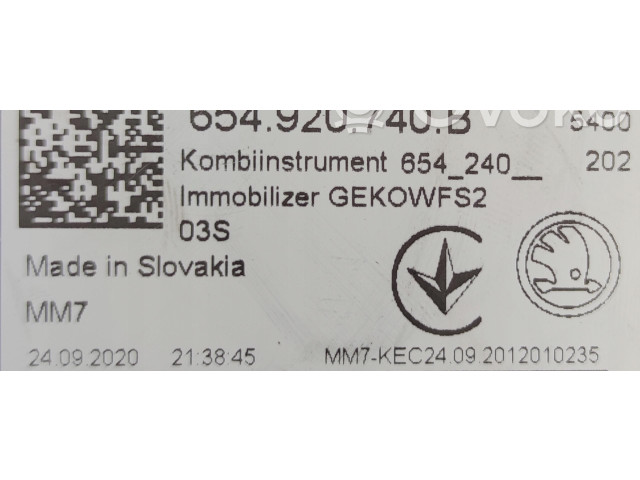 654.920.740.B 5400
Kombiinstrument 654_240__ 202
Immobilizer GEKOWFS2
03S
Made in Slovakia
MM7
24.09.2020 21:38:45 MM7-KEC24.09.2012010235